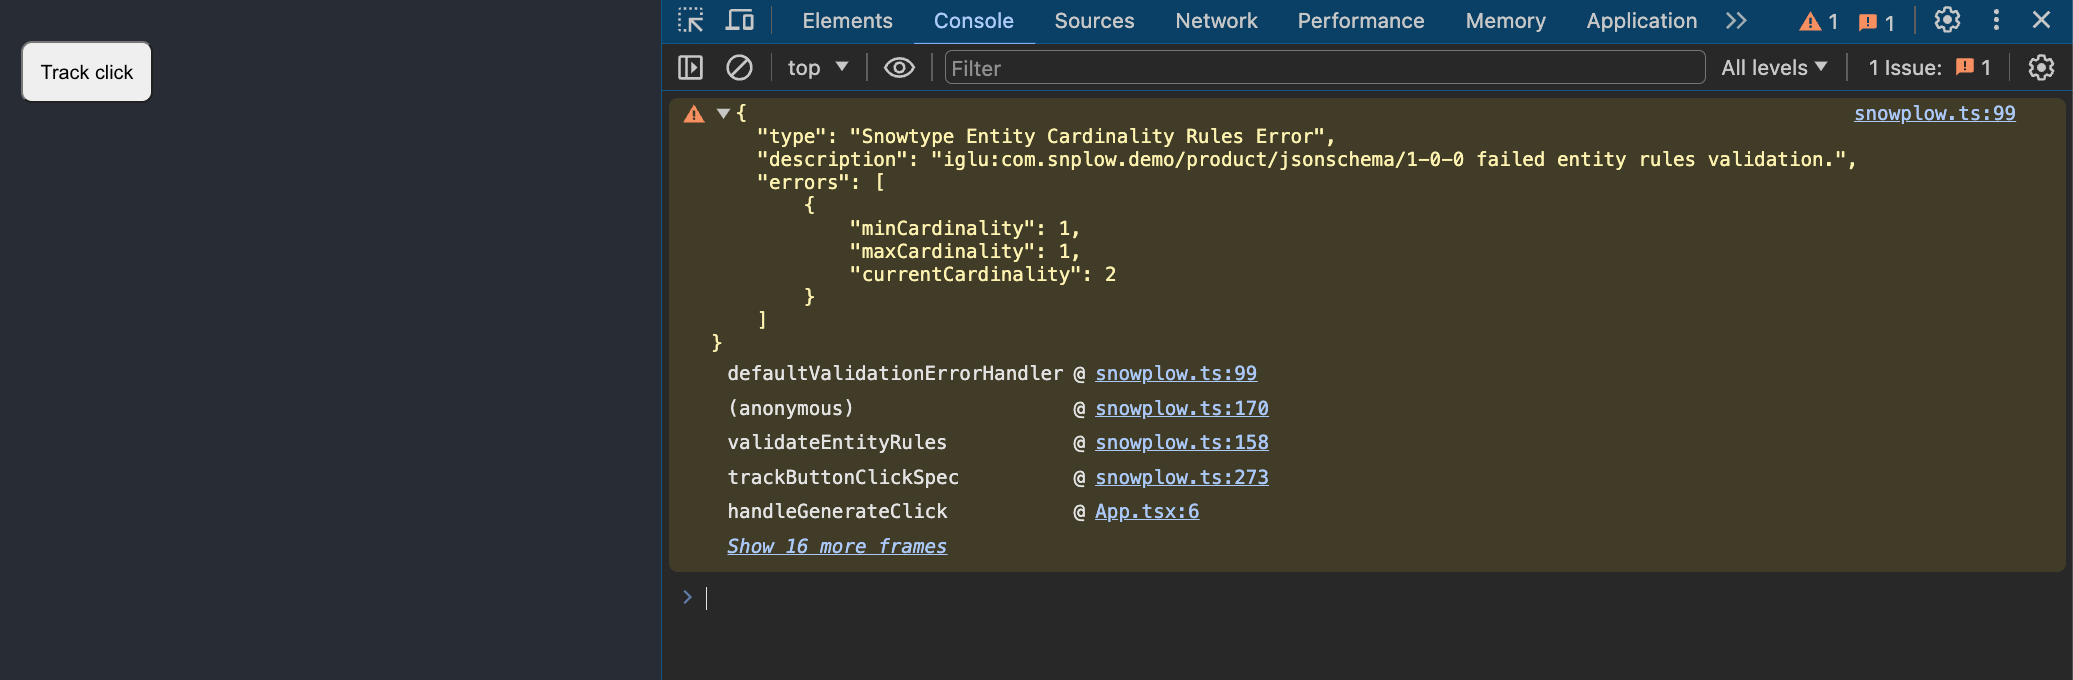 Track click
Elements Console Sources Network Performance Memory Application 1 1
top Filter All levels 1 Issue: 1
{ snowplow.ts:99
"type": "Snowtype Entity Cardinality Rules Error",
"description": "iglu:com.snplow.demo/product/jsonschema/1-0-0 failed entity rules validation.",
"errors": [
{
"minCardinality": 1,
"maxCardinality": 1,
"currentCardinality": 2
}
]
}
defaultValidationErrorHandler @ snowplow.ts:99
(anonymous) @ snowplow.ts:170
validateEntityRules @ snowplow.ts:158
trackButtonClickSpec @ snowplow.ts:273
handleGenerateClick @ App.tsx:6
Show 16 more frames